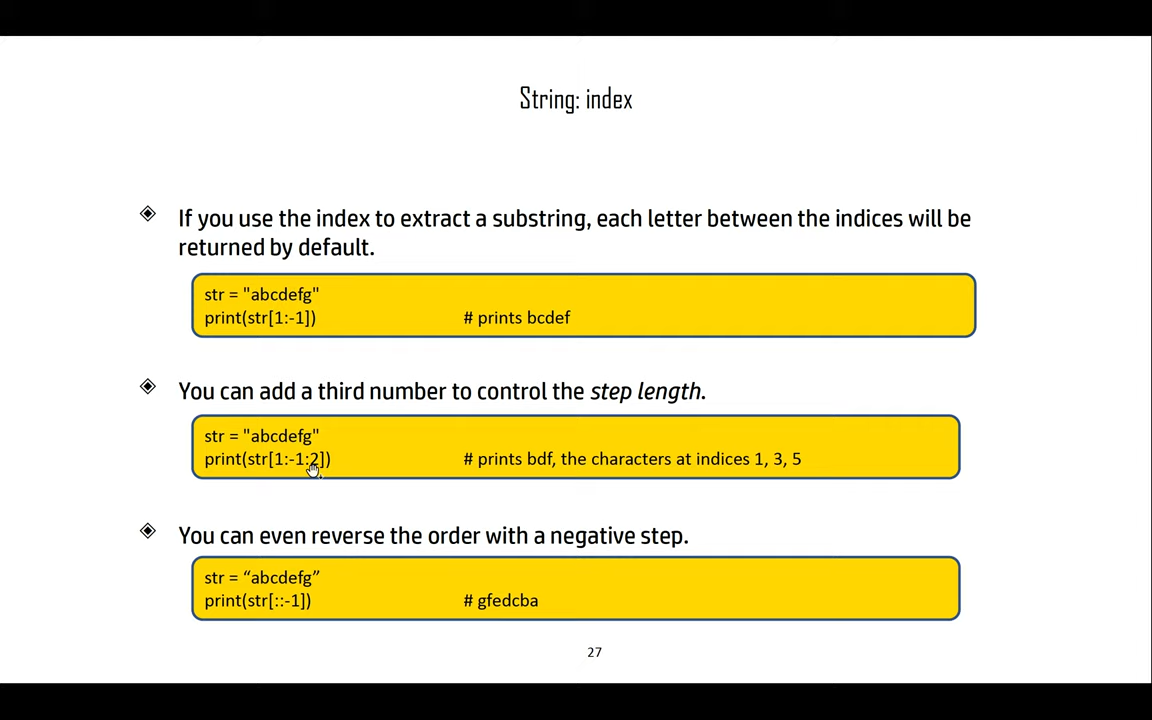 String: index
If you use the index to extract a substring, each letter between the indices will be
returned by default.
str = "abcdefg"
print(str[1:-1]) # prints bcdef
You can add a third number to control the step length.
str = "abcdefg"
print(str[1:-1:2]) # prints bdf, the characters at indices 1, 3, 5
You can even reverse the order with a negative step.
str = “abcdefg”
print(str[::-1]) # gfedcba
27